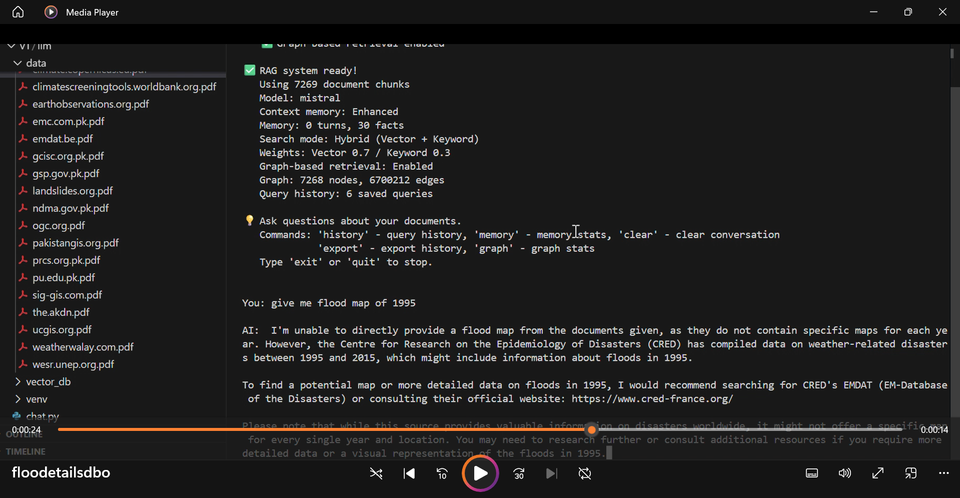 Media Player
V1/llm
data
climatescreeningtools.worldbank.org.pdf
earthobservations.org.pdf
emc.com.pk.pdf
emdat.be.pdf
gcisc.org.pk.pdf
gsp.gov.pk.pdf
landslides.org.pdf
ndma.gov.pk.pdf
ogc.org.pdf
pakistangis.org.pdf
prcs.org.pk.pdf
pu.edu.pk.pdf
sig-gis.com.pdf
the.akdn.pdf
ucgis.org.pdf
weatherwalay.com.pdf
wesr.unep.org.pdf
vector_db
venv
chat.py
OUTLINE
TIMELINE
Graph-based retrieval enabled
RAG system ready!
Using 7269 document chunks
Model: mistral
Context memory: Enhanced
Memory: 0 turns, 30 facts
Search mode: Hybrid (Vector + Keyword)
Weights: Vector 0.7 / Keyword 0.3
Graph-based retrieval: Enabled
Graph: 7268 nodes, 6700212 edges
Query history: 6 saved queries
Ask questions about your documents.
Commands: 'history' - query history, 'memory' - memory stats, 'clear' - clear conversation
'export' - export history, 'graph' - graph stats
Type 'exit' or 'quit' to stop.
You: give me flood map of 1995
AI: I'm unable to directly provide a flood map from the documents given, as they do not contain specific maps for each ye
ar. However, the Centre for Research on the Epidemiology of Disasters (CRED) has compiled data on weather-related disaster
s between 1995 and 2015, which might include information about floods in 1995.
To find a potential map or more detailed data on floods in 1995, I would recommend searching for CRED's EMDAT (EM-Database
of the Disasters) or consulting their official website: https://www.cred-france.org/
Please note that while this source provides valuable information on disasters worldwide, it might not offer a specific
for every single year and location. You may need to research further or consult additional resources if you require more
detailed data or a visual representation of the floods in 1995.
0:00:24
0:00:14
floodetailsdbo
10
30